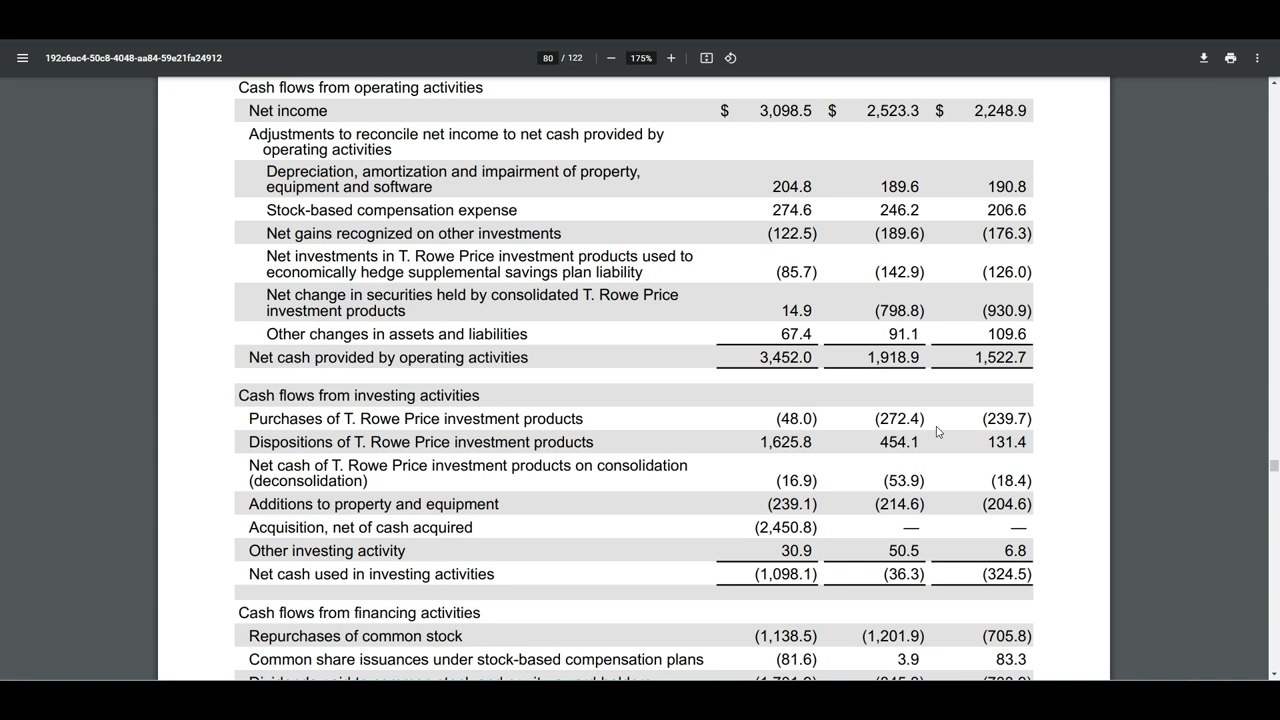 192c6ac4-50c8-4048-aa84-59e21fa24912 80 / 122 175%
Cash flows from operating activities
Net income $ 3,098.5 $ 2,523.3 $ 2,248.9
Adjustments to reconcile net income to net cash provided by
operating activities
Depreciation, amortization and impairment of property,
equipment and software 204.8 189.6 190.8
Stock-based compensation expense 274.6 246.2 206.6
Net gains recognized on other investments (122.5) (189.6) (176.3)
Net investments in T. Rowe Price investment products used to
economically hedge supplemental savings plan liability (85.7) (142.9) (126.0)
Net change in securities held by consolidated T. Rowe Price
investment products 14.9 (798.8) (930.9)
Other changes in assets and liabilities 67.4 91.1 109.6
Net cash provided by operating activities 3,452.0 1,918.9 1,522.7
Cash flows from investing activities
Purchases of T. Rowe Price investment products (48.0) (272.4) (239.7)
Dispositions of T. Rowe Price investment products 1,625.8 454.1 131.4
Net cash of T. Rowe Price investment products on consolidation
(deconsolidation) (16.9) (53.9) (18.4)
Additions to property and equipment (239.1) (214.6) (204.6)
Acquisition, net of cash acquired (2,450.8) — —
Other investing activity 30.9 50.5 6.8
Net cash used in investing activities (1,098.1) (36.3) (324.5)
Cash flows from financing activities
Repurchases of common stock (1,138.5) (1,201.9) (705.8)
Common share issuances under stock-based compensation plans (81.6) 3.9 83.3